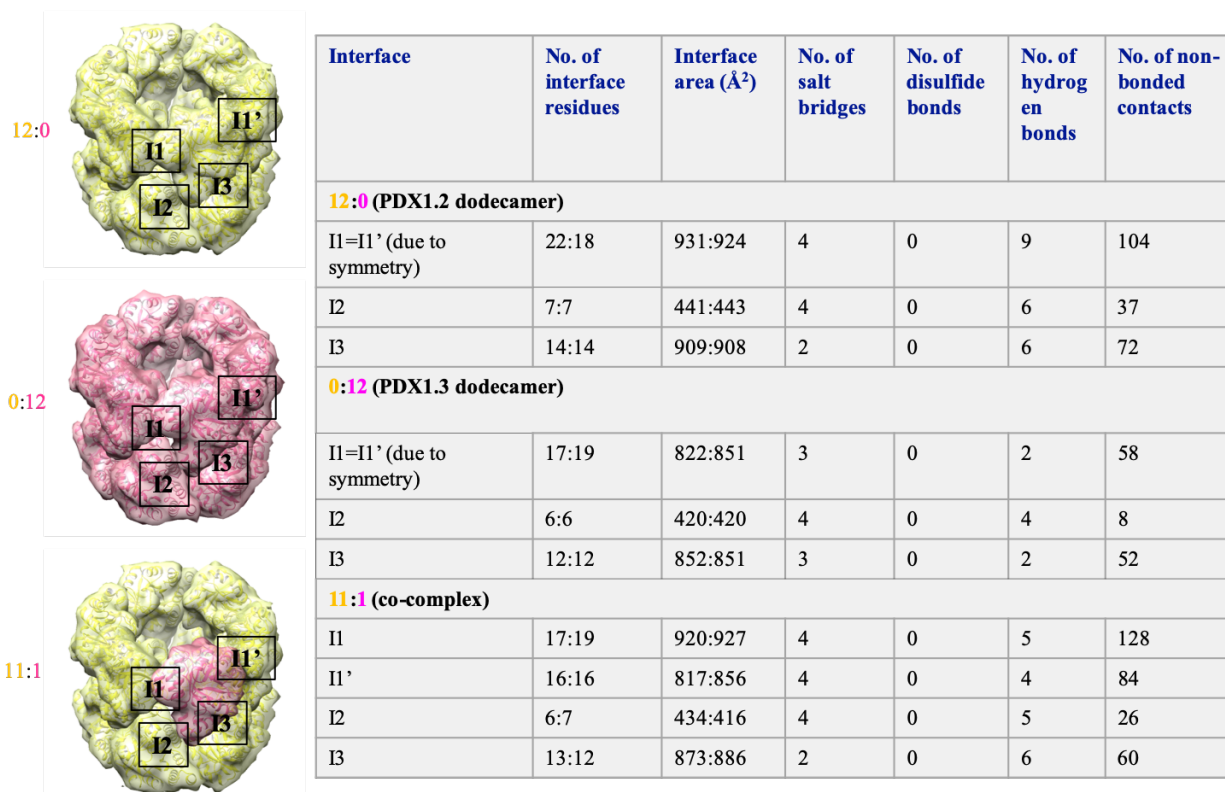 Interface
No. of
interface
residues
Interface
area (Å²)
No. of
salt
bridges
No. of
disulfide
bonds
No. of
hydrog
en
bonds
No. of non-
bonded
contacts
12:0 (PDX1.2 dodecamer)
I1=I1’ (due to
symmetry)
22:18
931:924
4
0
9
104
I2
7:7
441:443
4
0
6
37
I3
14:14
909:908
2
0
6
72
0:12 (PDX1.3 dodecamer)
I1=I1’ (due to
symmetry)
17:19
822:851
3
0
2
58
I2
6:6
420:420
4
0
4
8
I3
12:12
852:851
3
0
2
52
11:1 (co-complex)
I1
17:19
920:927
4
0
5
128
I1’
16:16
817:856
4
0
4
84
I2
6:7
434:416
4
0
5
26
I3
13:12
873:886
2
0
6
60
12:0
I1’
I1
I3
I2
0:12
I1’
I1
I3
I2
11:1
I1’
I1
I3
I2